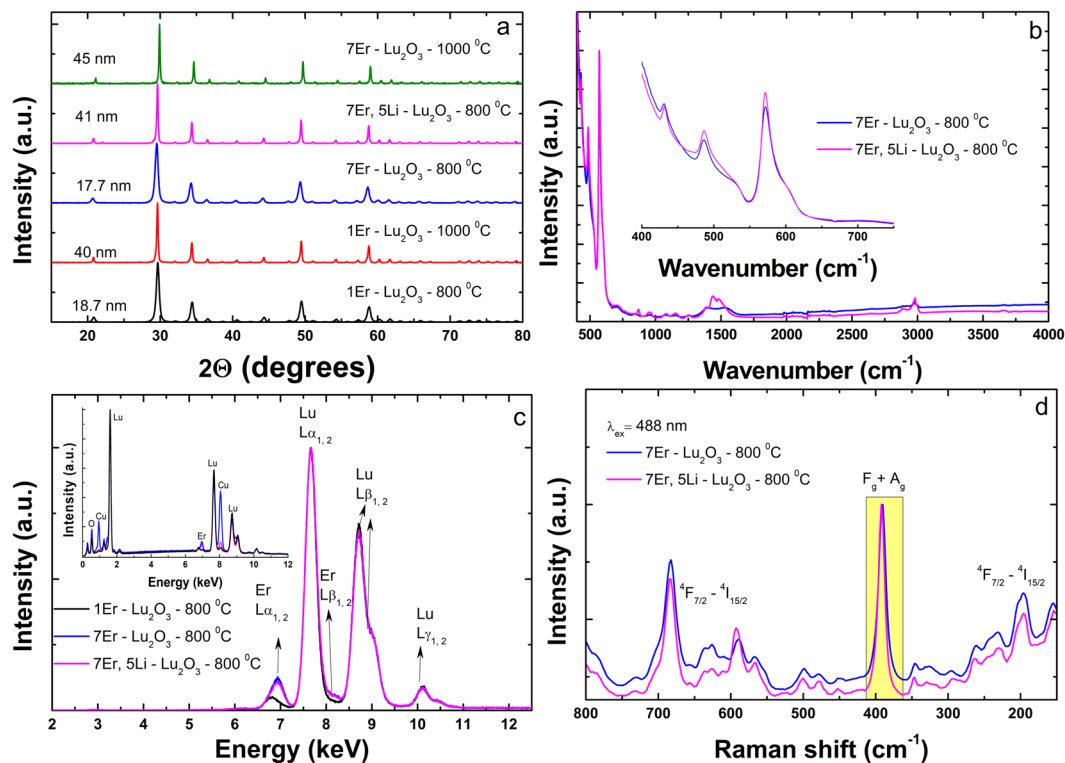 a
Intensity (a.u.)
45 nm
7Er - Lu₂O₃ - 1000 ⁰C
41 nm
7Er, 5Li - Lu₂O₃ - 800 ⁰C
17.7 nm
7Er - Lu₂O₃ - 800 ⁰C
40 nm
1Er - Lu₂O₃ - 1000 ⁰C
18.7 nm
1Er - Lu₂O₃ - 800 ⁰C
20 30 40 50 60 70 80
2Θ (degrees)
b
Intensity (a.u.)
7Er - Lu₂O₃ - 800 ⁰C
7Er, 5Li - Lu₂O₃ - 800 ⁰C
400 500 600 700
Wavenumber (cm⁻¹)
500 1000 1500 2000 2500 3000 3500 4000
Wavenumber (cm⁻¹)
c
Intensity (a.u.)
Intensity (a.u.)
O
Cu
Lu
Er
Lu
Cu
Lu
0 2 4 6 8 10 12
Energy (keV)
1Er - Lu₂O₃ - 800 ⁰C
7Er - Lu₂O₃ - 800 ⁰C
7Er, 5Li - Lu₂O₃ - 800 ⁰C
Er
Lα₁,₂
Lu
Lα₁,₂
Er
Lβ₁,₂
Lu
Lβ₁,₂
Lu
Lγ₁,₂
2 3 4 5 6 7 8 9 10 11 12
Energy (keV)
d
Intensity (a.u.)
λₑₓ= 488 nm
7Er - Lu₂O₃ - 800 ⁰C
7Er, 5Li - Lu₂O₃ - 800 ⁰C
F_g + A_g
⁴F₇/₂ - ⁴I₁₅/₂
⁴F₇/₂ - ⁴I₁₅/₂
800 700 600 500 400 300 200
Raman shift (cm⁻¹)